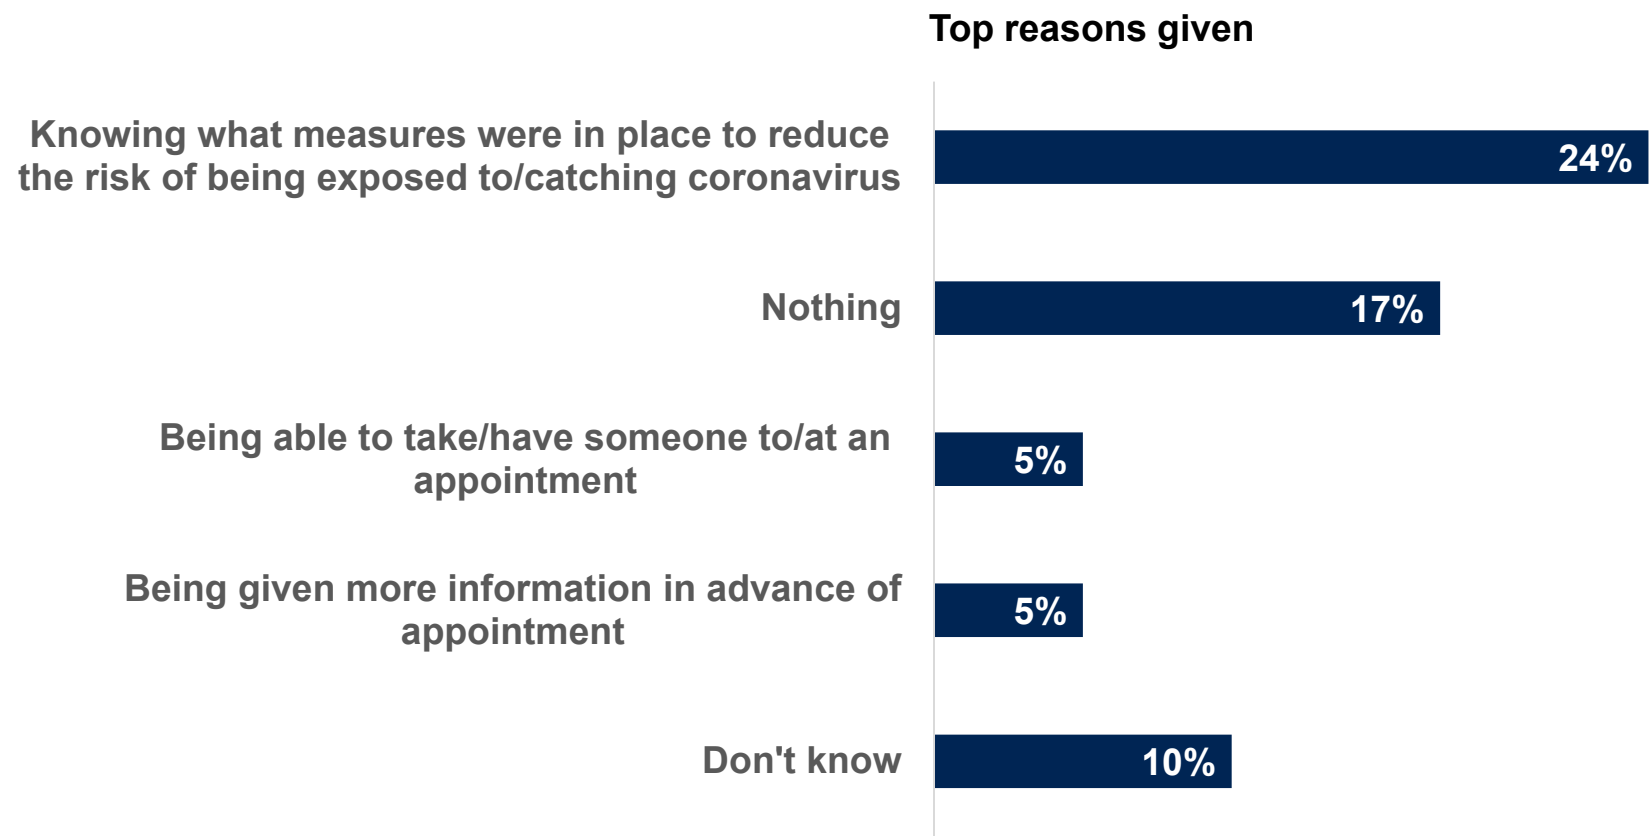 Top reasons given
Knowing what measures were in place to reduce
the risk of being exposed to/catching coronavirus
24%
Nothing
17%
Being able to take/have someone to/at an
appointment
5%
Being given more information in advance of
appointment
5%
Don't know
10%